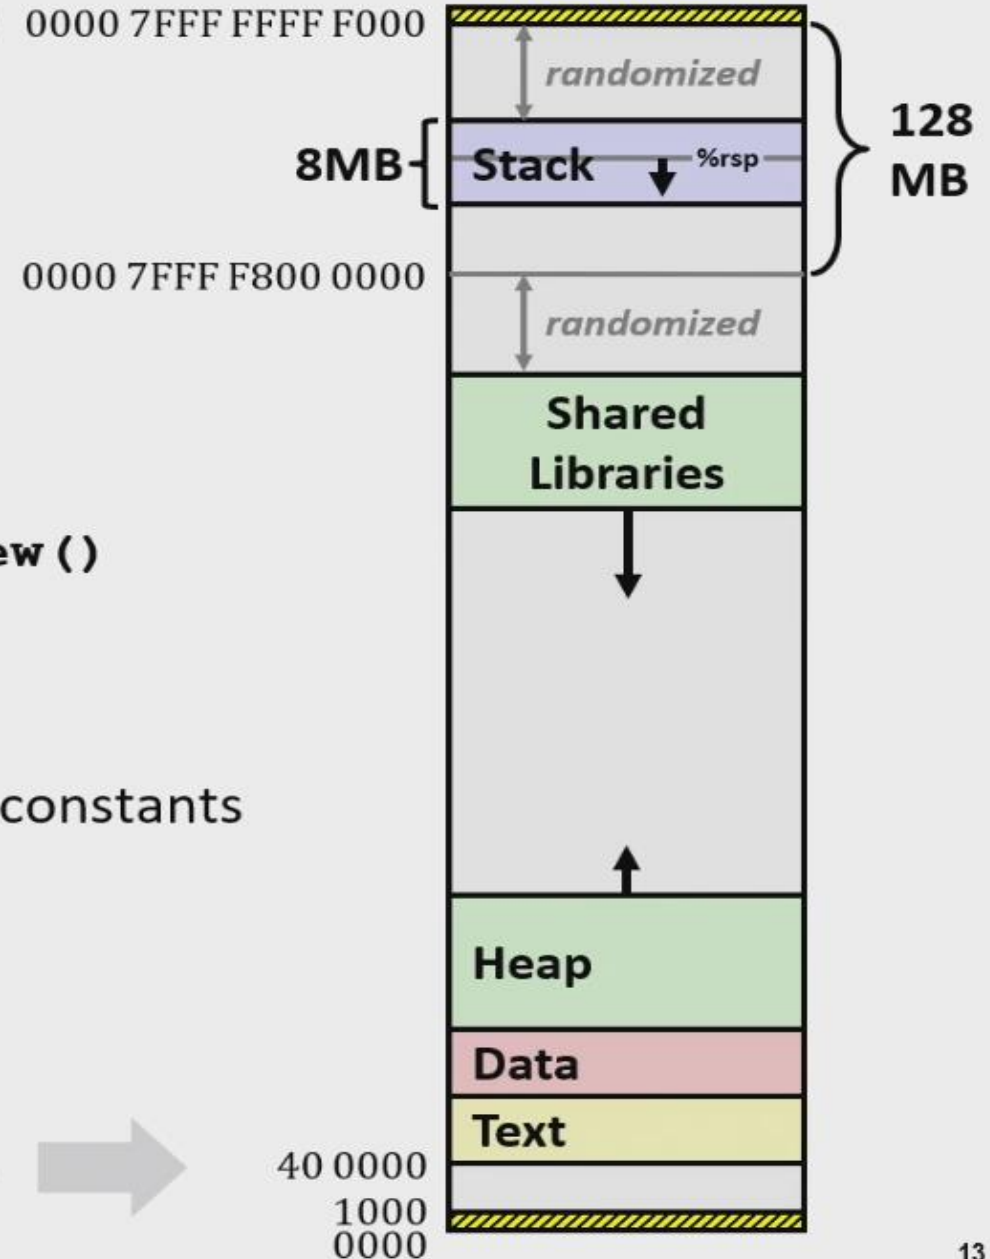 0000 7FFF FFFF F000
randomized
128
MB
8MB
Stack
%rsp
0000 7FFF F800 0000
randomized
Shared
Libraries
ew()
constants
Heap
Data
Text
40 0000
1000
0000
13